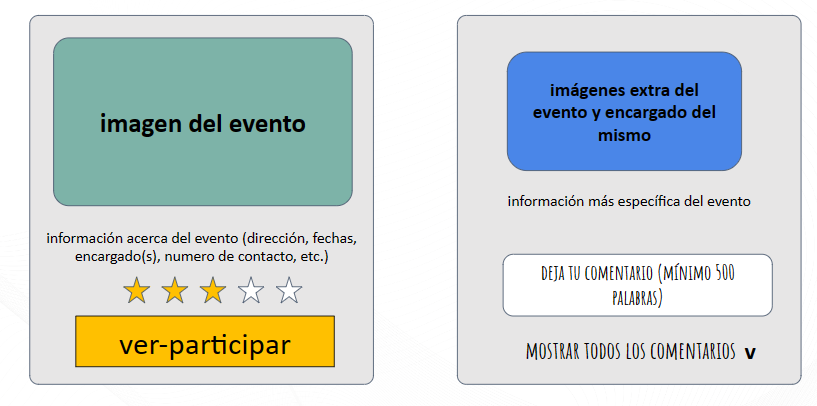 imagen del evento
información acerca del evento (dirección, fechas,
encargado(s), numero de contacto, etc.)
ver-participar
imágenes extra del
evento y encargado del
mismo
información más específica del evento
DEJA TU COMENTARIO (MÍNIMO 500
PALABRAS)
MOSTRAR TODOS LOS COMENTARIOS v